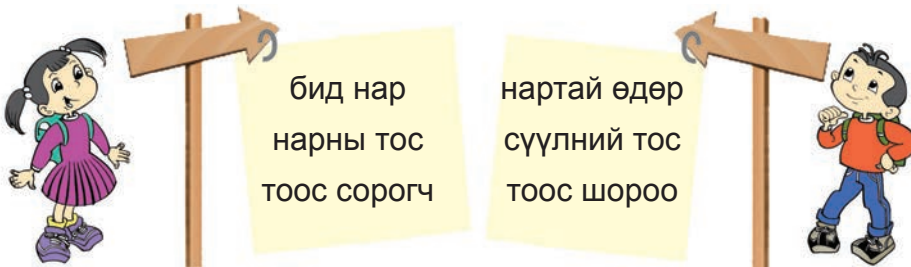 бид нар
нарны тос
тоос сорогч
нартай өдөр
сүүлний тос
тоос шороо